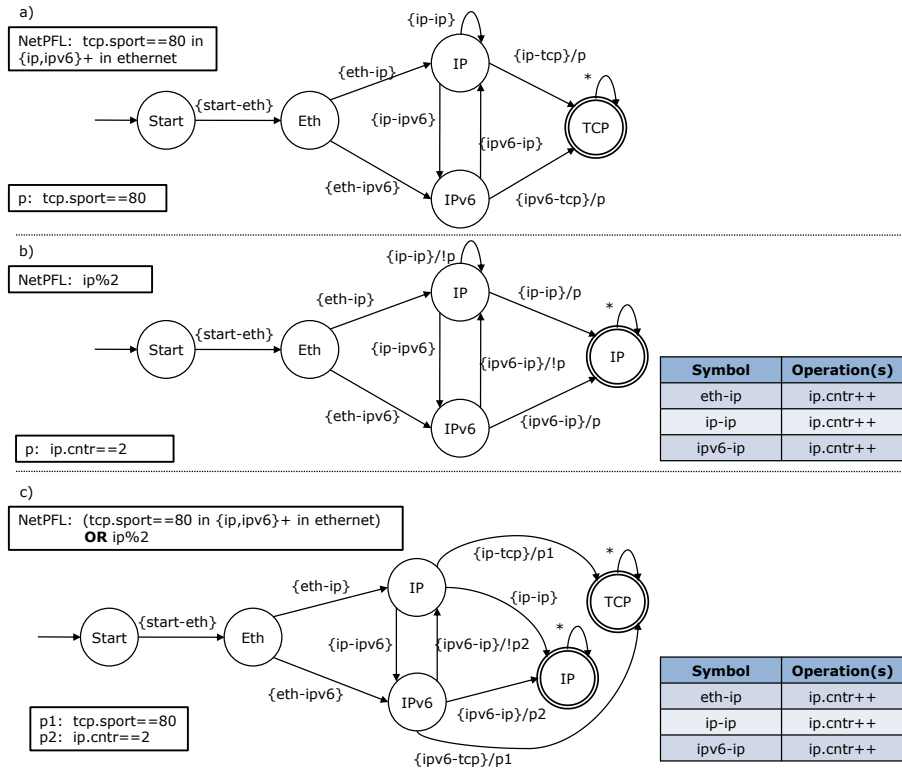 a)
NetPFL: tcp.sport==80 in
{ip,ipv6}+ in ethernet
{ip-ip}
IP
{ip-tcp}/p
*
{eth-ip}
{start-eth}
Start
Eth
{ip-ipv6}
TCP
{ipv6-ip}
{eth-ipv6}
IPv6
{ipv6-tcp}/p
p: tcp.sport==80
b)
NetPFL: ip%2
{ip-ip}/!p
IP
{ip-ip}/p
*
{eth-ip}
{start-eth}
Start
Eth
{ip-ipv6}
{ipv6-ip}/!p
IP
{eth-ipv6}
IPv6
{ipv6-ip}/p
p: ip.cntr==2
Symbol Operation(s)
eth-ip ip.cntr++
ip-ip ip.cntr++
ipv6-ip ip.cntr++
c)
NetPFL: (tcp.sport==80 in {ip,ipv6}+ in ethernet)
OR ip%2
{ip-tcp}/p1
*
{eth-ip}
IP
{ip-ip}
TCP
{start-eth}
Start
Eth
{ip-ipv6}
{ipv6-ip}/!p2
*
IP
{eth-ipv6}
IPv6
{ipv6-ip}/p2
{ipv6-tcp}/p1
p1: tcp.sport==80
p2: ip.cntr==2
Symbol Operation(s)
eth-ip ip.cntr++
ip-ip ip.cntr++
ipv6-ip ip.cntr++